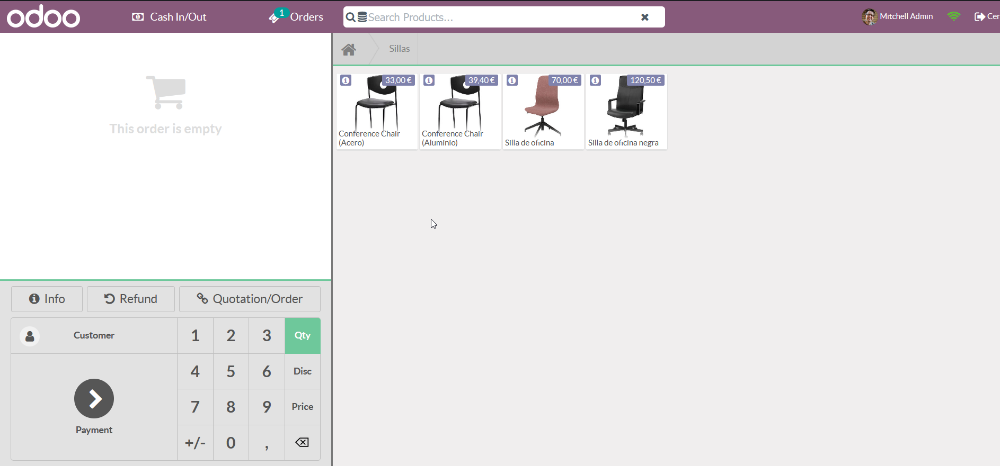 odoo
Cash In/Out
1
Orders
Search Products...
Mitchell Admin
Cer
This order is empty
Sillas
33,00 €
Conference Chair
(Acero)
39,40 €
Conference Chair
(Aluminio)
70,00 €
Silla de oficina
120,50 €
Silla de oficina negra
Info
Refund
Quotation/Order
Customer
1
2
3
Qty
4
5
6
Disc
7
8
9
Price
Payment
+/-
0
,